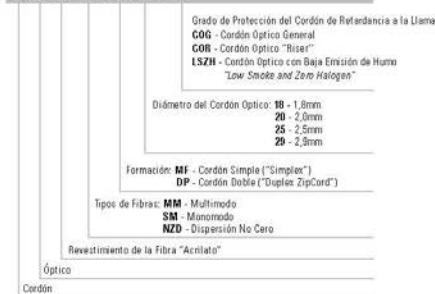 Grado de Protección del Cordón de Retardancia a la Llama
COG - Cordón Optico General
COR - Cordón Optico "Riser"
LSZH - Cordón Optico con Baja Emisión de Humo
"Low Smoke and Zero Halogen"
Diámetro del Cordón Optico: 18 - 1,8mm
20 - 2,0mm
25 - 2,5mm
29 - 2,9mm
Formación: MF - Cordón Simple ("Simplex")
DP - Cordón Doble ("Duplex ZipCord")
Tipos de Fibras: MM - Multimodo
SM - Monomodo
NZD - Dispersión No Cero
Revestimiento de la Fibra "Acrilato"
Óptico
Cordón